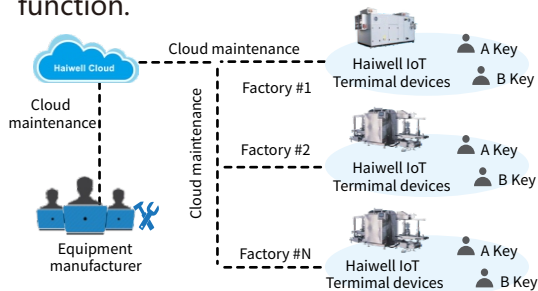 function.
Haiwell Cloud
Cloud maintenance
Cloud
maintenance
Cloud maintenance
Equipment
manufacturer
Factory #1
Haiwell IoT
Termimal devices
A Key
B Key
Factory #2
Haiwell IoT
Termimal devices
A Key
B Key
Factory #N
Haiwell IoT
Termimal devices
A Key
B Key